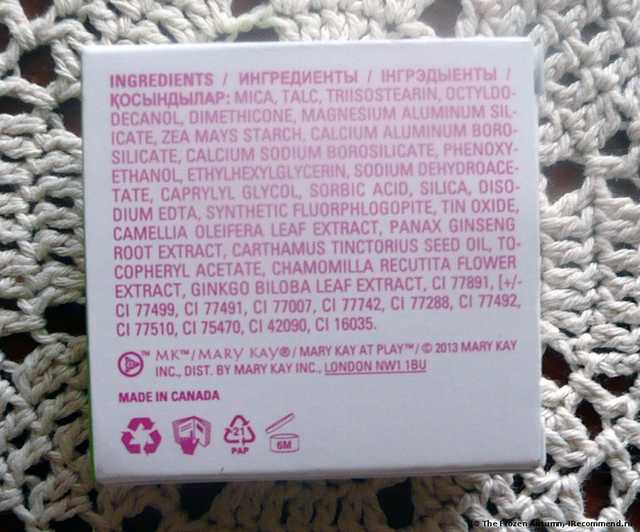 INGREDIENTS / ИНГРЕДИЕНТЫ / ІНГРЭДЫЕНТЫ /
ҚОСЫНДЫЛАР: MICA, TALC, TRIISOSTEARIN, OCTYLDO-
DECANOL, DIMETHICONE, MAGNESIUM ALUMINUM SIL-
ICATE, ZEA MAYS STARCH, CALCIUM ALUMINUM BORO-
SILICATE, CALCIUM SODIUM BOROSILICATE, PHENOXY-
ETHANOL, ETHYLHEXYLGLYCERIN, SODIUM DEHYDROACE-
TATE, CAPRYLYL GLYCOL, SORBIC ACID, SILICA, DISO-
DIUM EDTA, SYNTHETIC FLUORPHLOGOPITE, TIN OXIDE,
CAMELLIA OLEIFERA LEAF EXTRACT, PANAX GINSENG
ROOT EXTRACT, CARTHAMUS TINCTORIUS SEED OIL, TO-
COPHERYL ACETATE, CHAMOMILLA RECUTITA FLOWER
EXTRACT, GINKGO BILOBA LEAF EXTRACT, CI 77891, [+/-
CI 77499, CI 77491, CI 77007, CI 77742, CI 77288, CI 77492,
CI 77510, CI 75470, CI 42090, CI 16035.
™ MK™/MARY KAY®/ MARY KAY AT PLAY™/© 2013 MARY KAY
INC., DIST. BY MARY KAY INC., LONDON NW1 1BU
MADE IN CANADA
21
PAP
6M
© The Frozen Autumn, IRecommend.ru